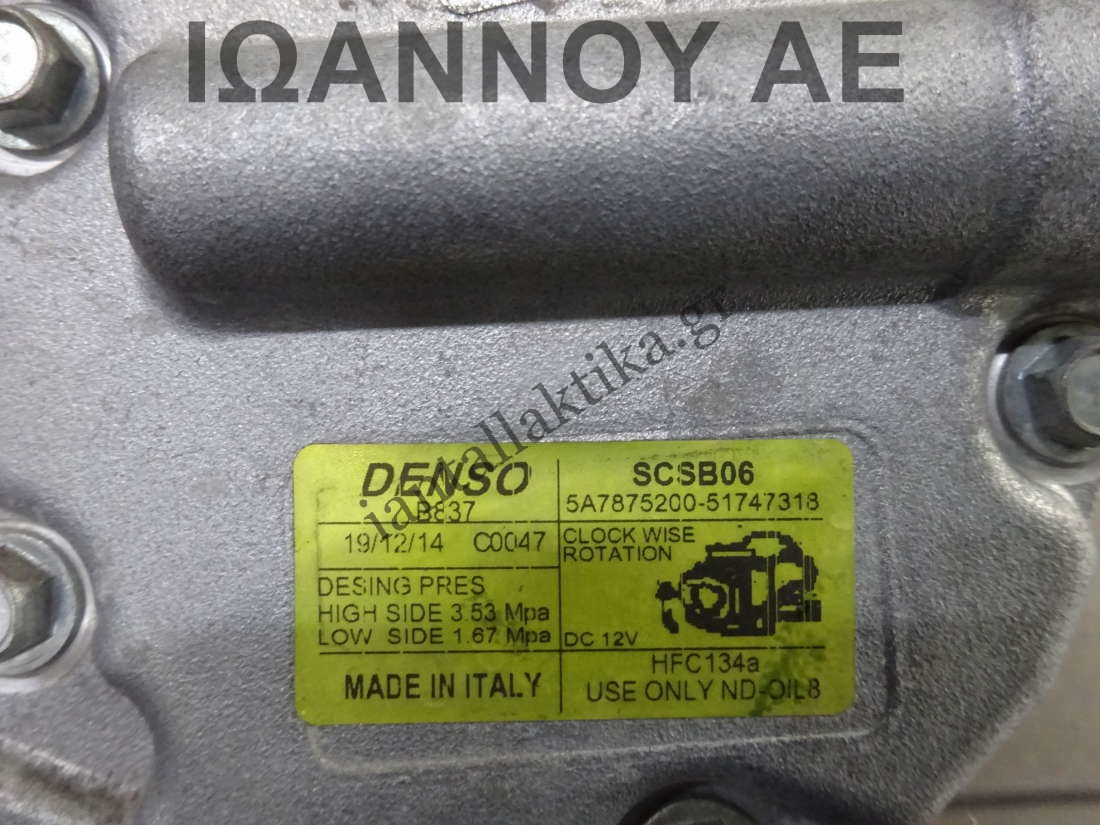 ΙΩΑΝΝΟΥ ΑΕ
iantallaktika.gr
DENSO
B837
19/12/14 C0047
DESING PRES
HIGH SIDE 3.53 Mpa
LOW SIDE 1.67 Mpa
MADE IN ITALY
SCSB06
5A7875200-51747318
CLOCK WISE
ROTATION
DC 12V
HFC134a
USE ONLY ND-OIL8